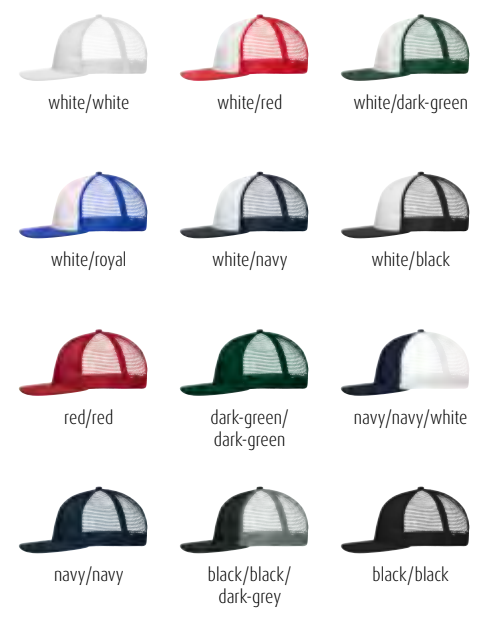 white/white
white/red
white/dark-green
white/royal
white/navy
white/black
red/red
dark-green/
dark-green
navy/navy/white
navy/navy
black/black/
dark-grey
black/black